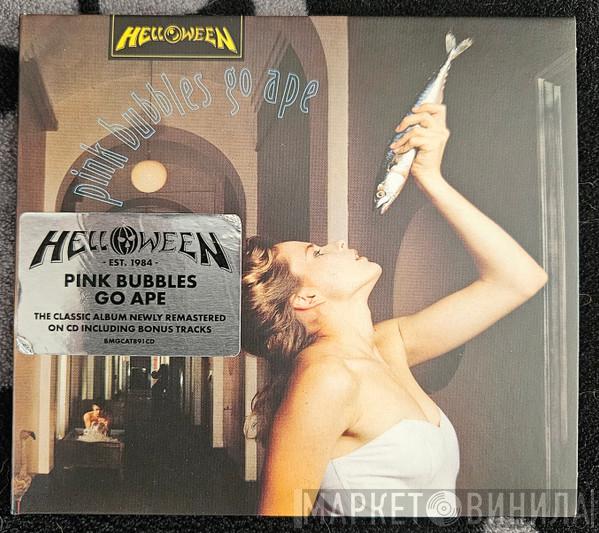 HELLOWEEN
pink bubbles go ape
HELLOWEEN
- EST. 1984 -
PINK BUBBLES
GO APE
THE CLASSIC ALBUM NEWLY REMASTERED
ON CD INCLUDING BONUS TRACKS
BMGCAT891CD
МАРКЕТ ВИНИЛА